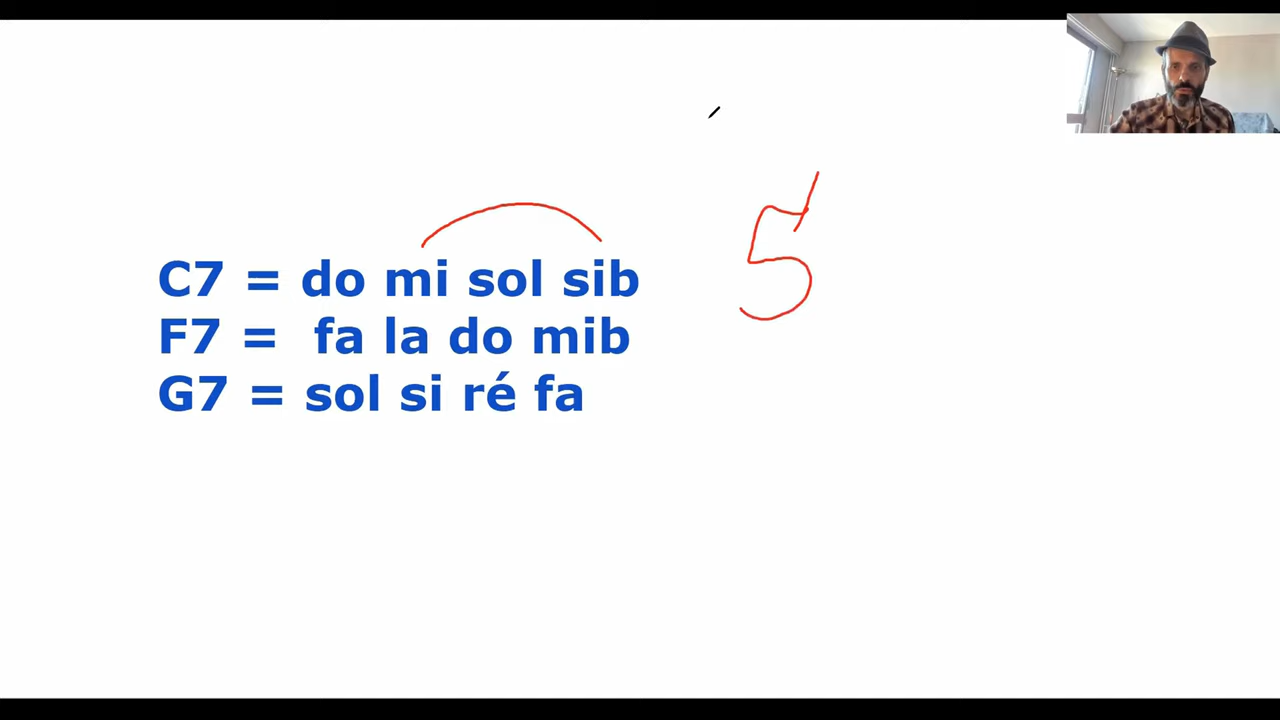 C7 = do mi sol sib
F7 = fa la do mib
G7 = sol si ré fa
5